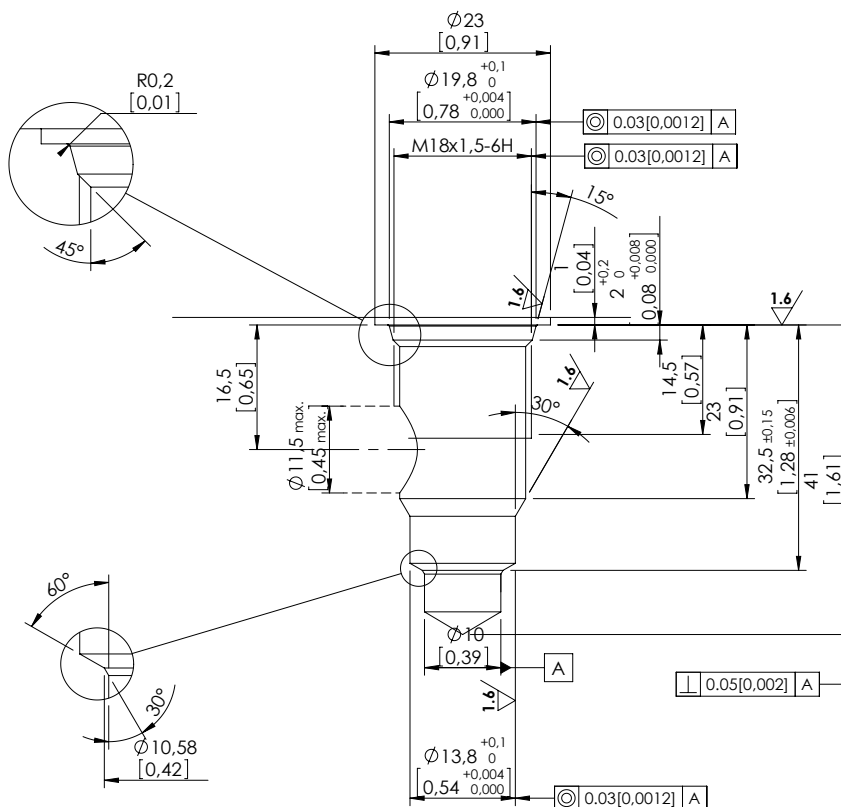 Ø23
[0,91]
R0,2
[0,01]
Ø19,8 +0,1 0
[0,78 +0,004 0,000]
◎ 0.03[0,0012] A
M18x1,5-6H
◎ 0.03[0,0012] A
15°
45°
1
[0,04]
2 +0,2 0
0,08 +0,008 0,000]
1.6
1.6
16,5
[0,65]
1.6
30°
14,5
[0,57]
23
[0,91]
32,5 ±0,15
[1,28 ±0,006]
41
[1,61]
Ø11,5 max.
[0,45 max.]
60°
Ø10
[0,39]
A
30°
1.6
⊥ 0.05[0,002] A
Ø10,58
[0,42]
Ø13,8 +0,1 0
[0,54 +0,004 0,000]
◎ 0.03[0,0012] A